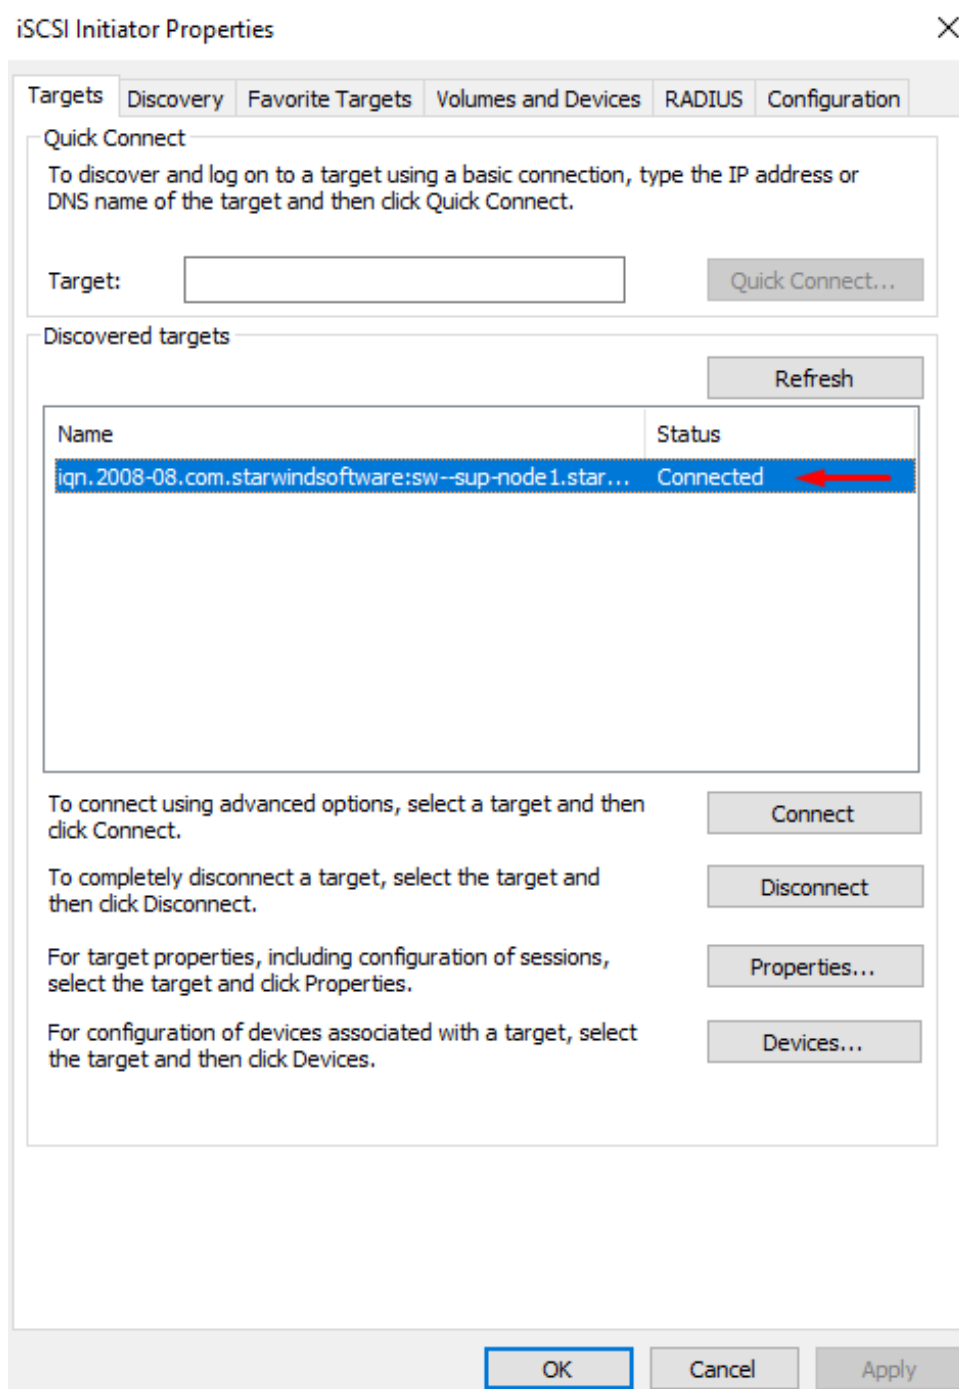 iSCSI Initiator Properties
Targets Discovery Favorite Targets Volumes and Devices RADIUS Configuration
Quick Connect
To discover and log on to a target using a basic connection, type the IP address or
DNS name of the target and then click Quick Connect.
Target: Quick Connect...
Discovered targets
Refresh
Name Status
iqn.2008-08.com.starwindsoftware:sw--sup-node1.star... Connected
To connect using advanced options, select a target and then
click Connect.
Connect
To completely disconnect a target, select the target and
then click Disconnect.
Disconnect
For target properties, including configuration of sessions,
select the target and click Properties.
Properties...
For configuration of devices associated with a target, select
the target and then click Devices.
Devices...
OK Cancel Apply